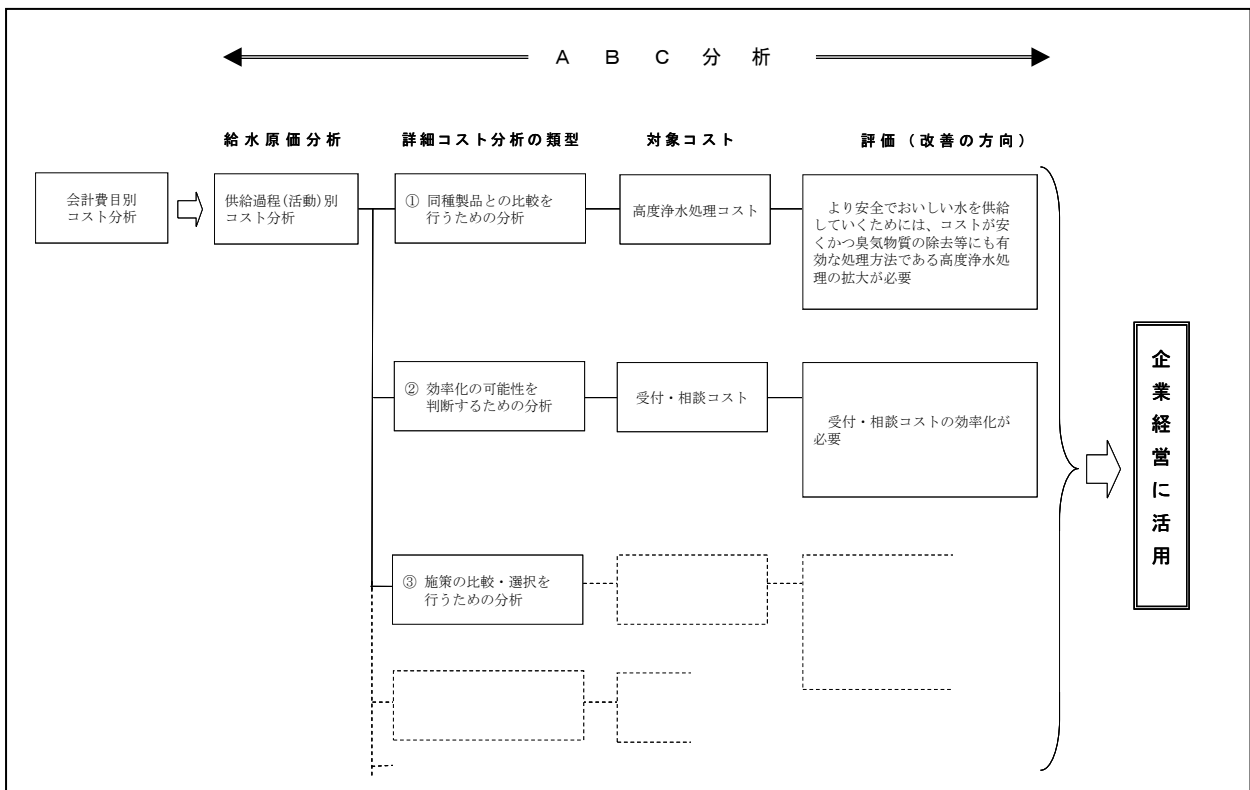 ＡＢＣ分析
給水原価分析
詳細コスト分析の類型
対象コスト
評価（改善の方向）
会計費目別
コスト分析
供給過程(活動)別
コスト分析
① 同種製品との比較を
行うための分析
高度浄水処理コスト
より安全でおいしい水を供給
していくためには、コストが安
くかつ臭気物質の除去等にも有
効な処理方法である高度浄水処
理の拡大が必要
② 効率化の可能性を
判断するための分析
受付・相談コスト
受付・相談コストの効率化が
必要
③ 施策の比較・選択を
行うための分析
企業経営に活用